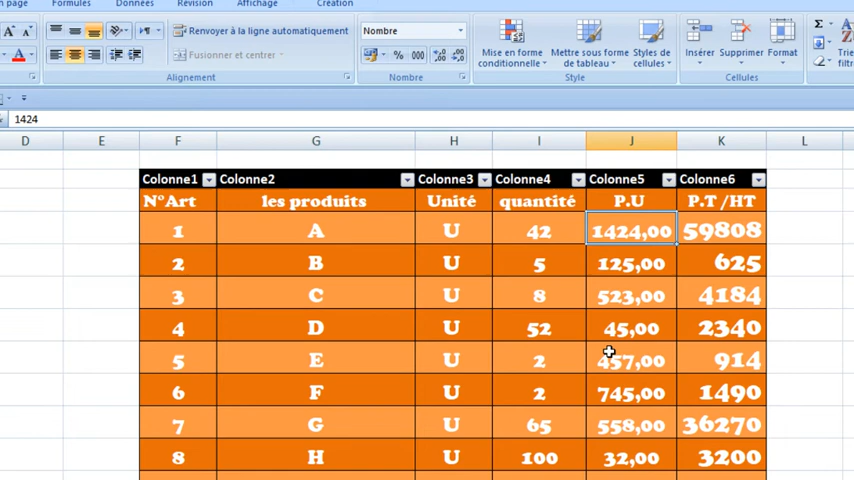 n page Formules Données Révision Affichage Création
A A Renvoyer à la ligne automatiquement Nombre
A Fusionner et centrer % 000 Mise en forme conditionnelle Mettre sous forme de tableau Styles de cellules Insérer Supprimer Format Σ Trie filtr
Alignement Nombre Style Cellules
1424
D E F G H I J K L
Colonne1 Colonne2 Colonne3 Colonne4 Colonne5 Colonne6
N°Art les produits Unité quantité P.U P.T /HT
1 A U 42 1424,00 59808
2 B U 5 125,00 625
3 C U 8 523,00 4184
4 D U 52 45,00 2340
5 E U 2 457,00 914
6 F U 2 745,00 1490
7 G U 65 558,00 36270
8 H U 100 32,00 3200